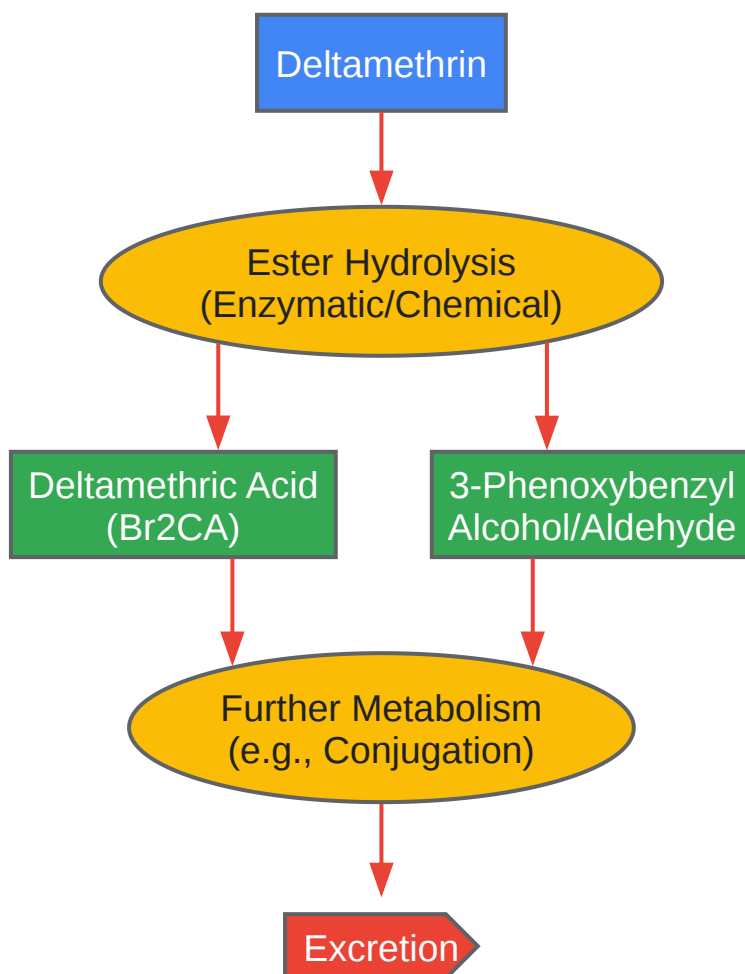 Deltamethrin
Ester Hydrolysis
(Enzymatic/Chemical)
Deltamethric Acid
(Br2CA)
3-Phenoxybenzyl
Alcohol/Aldehyde
Further Metabolism
(e.g., Conjugation)
Excretion